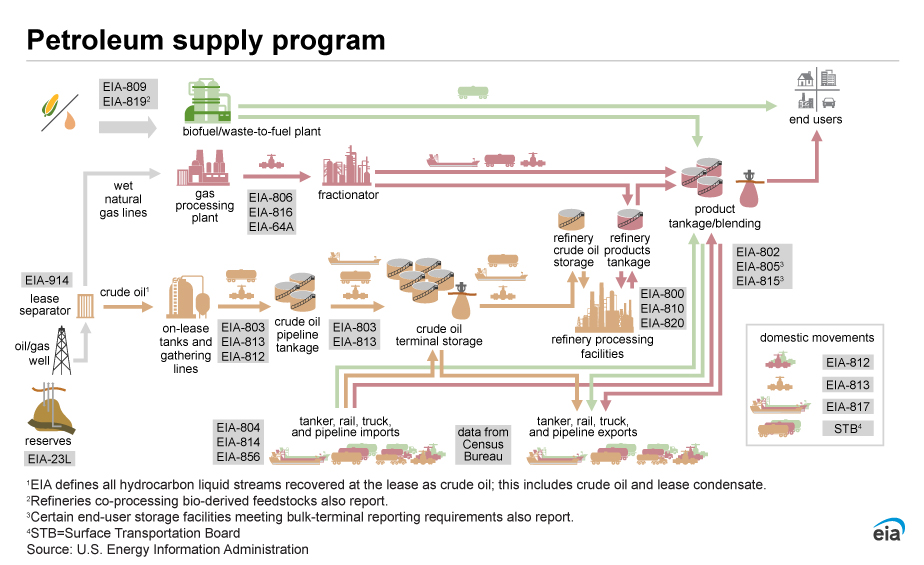 Petroleum supply program
EIA-809
EIA-819²
biofuel/waste-to-fuel plant
end users
wet
natural
gas lines
gas
processing
plant
EIA-806
EIA-816
EIA-64A
fractionator
product
tankage/blending
EIA-802
EIA-805³
EIA-815³
refinery
crude oil
storage
refinery
products
tankage
EIA-914
lease
separator
crude oil¹
oil/gas
well
on-lease
tanks and
gathering
lines
EIA-803
EIA-813
EIA-812
crude oil
pipeline
tankage
EIA-803
EIA-813
crude oil
terminal storage
refinery processing
facilities
EIA-800
EIA-810
EIA-820
domestic movements
EIA-812
EIA-813
EIA-817
STB⁴
reserves
EIA-23L
EIA-804
EIA-814
EIA-856
tanker, rail, truck,
and pipeline imports
data from
Census
Bureau
tanker, rail, truck,
and pipeline exports
¹EIA defines all hydrocarbon liquid streams recovered at the lease as crude oil; this includes crude oil and lease condensate.
²Refineries co-processing bio-derived feedstocks also report.
³Certain end-user storage facilities meeting bulk-terminal reporting requirements also report.
⁴STB=Surface Transportation Board
Source: U.S. Energy Information Administration
eia